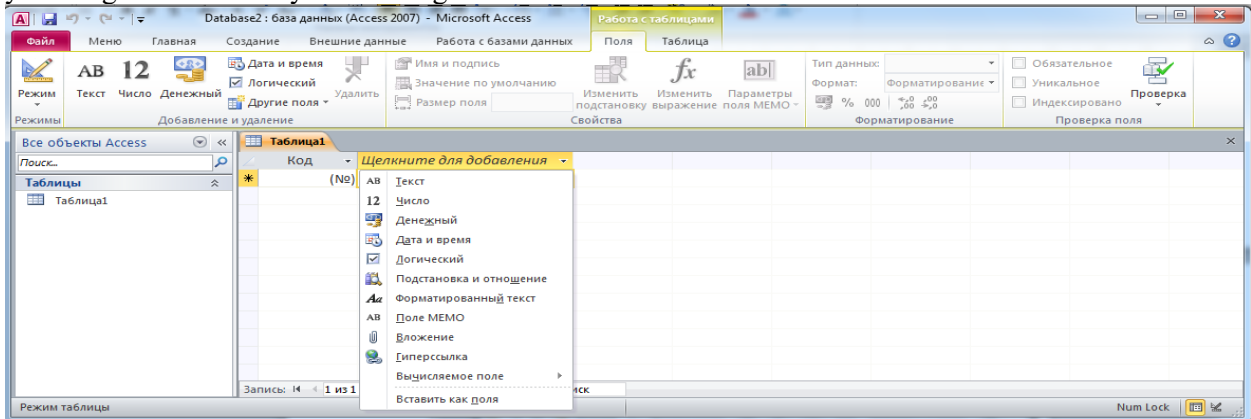 Database2 : база данных (Access 2007) - Microsoft Access
Работа с таблицами
Файл Меню Главная Создание Внешние данные Работа с базами данных Поля Таблица
Режим
AB Текст
12 Число
Денежный
Дата и время
Логический
Другие поля
Удалить
Имя и подпись
Значение по умолчанию
Размер поля
Изменить подстановку
fx Изменить выражение
ab Параметры поля MEMO
Тип данных:
Формат: Форматирование
% 000
Обязательное
Уникальное
Индексировано
Проверка
Режимы Добавление и удаление Свойства Форматирование Проверка поля
Все объекты Access
Таблица1
Поиск...
Код Щелкните для добавления
Таблицы
(№)
Таблица1
AB Текст
12 Число
Денежный
Дата и время
Логический
Подстановка и отношение
Aa Форматированный текст
AB Поле MEMO
Вложение
Гиперссылка
Вычисляемое поле
Вставить как поля
Запись: 1 из 1
Режим таблицы
Num Lock